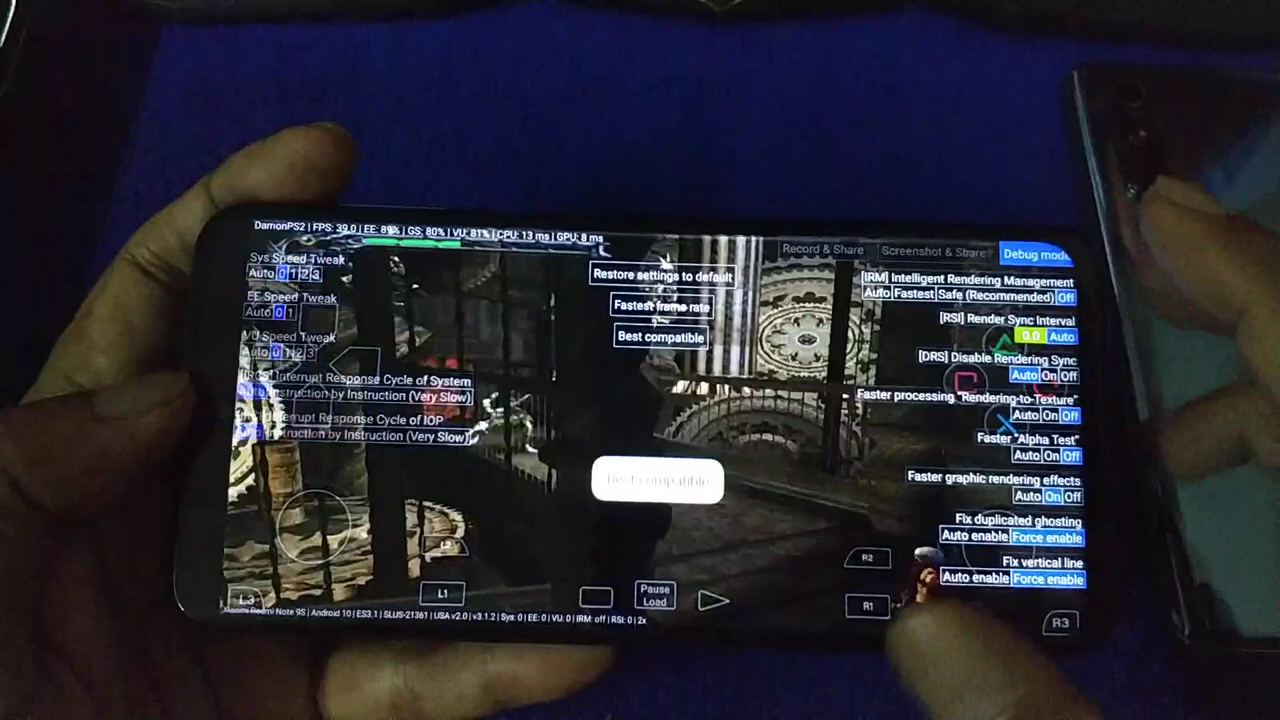 DamonPS2 | FPS: 39.0 | EE: 89% | GS: 80% | VU: 81% | CPU: 13 ms | GPU: 8 ms
Record & Share
Screenshot & Share
Debug mode
Sys Speed Tweak
Auto 0 1 2 3
EE Speed Tweak
Auto 0 1
VU Speed Tweak
Auto 0 1 2 3
Interrupt Response Cycle of System
Auto Instruction by Instruction (Very Slow)
Interrupt Response Cycle of IOP
Auto Instruction by Instruction (Very Slow)
Restore settings to default
Fastest frame rate
Best compatible
Best compatible
[IRM] Intelligent Rendering Management
Auto Fastest Safe (Recommended) Off
[RSI] Render Sync Interval
0.0 Auto
[DRS] Disable Rendering Sync
Auto On Off
Faster processing "Rendering-to-Texture"
Auto On Off
Faster "Alpha Test"
Auto On Off
Faster graphic rendering effects
Auto On Off
Fix duplicated ghosting
Auto enable Force enable
Fix vertical line
Auto enable Force enable
L2
R2
L3
L1
Pause
Load
R1
R3
Xiaomi Redmi Note 9S | Android 10 | ES3.1 | SLUS-21361 | USA v2.0 | v3.1.2 | Sys: 0 | EE: 0 | VU: 0 | IRM: off | RSI: 0 | 2x